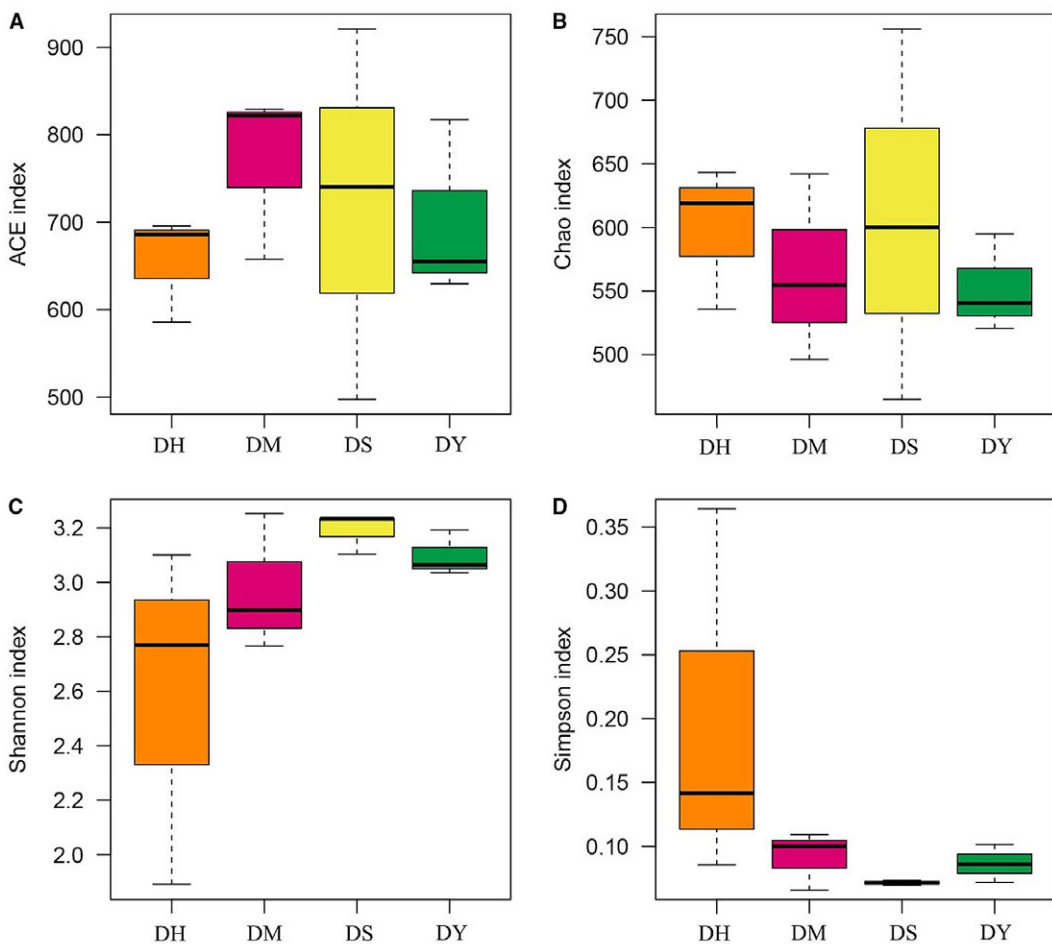 A
ACE index
900
800
700
600
500
DH DM DS DY
B
Chao index
750
700
650
600
550
500
DH DM DS DY
C
Shannon index
3.2
3.0
2.8
2.6
2.4
2.2
2.0
DH DM DS DY
D
Simpson index
0.35
0.30
0.25
0.20
0.15
0.10
DH DM DS DY